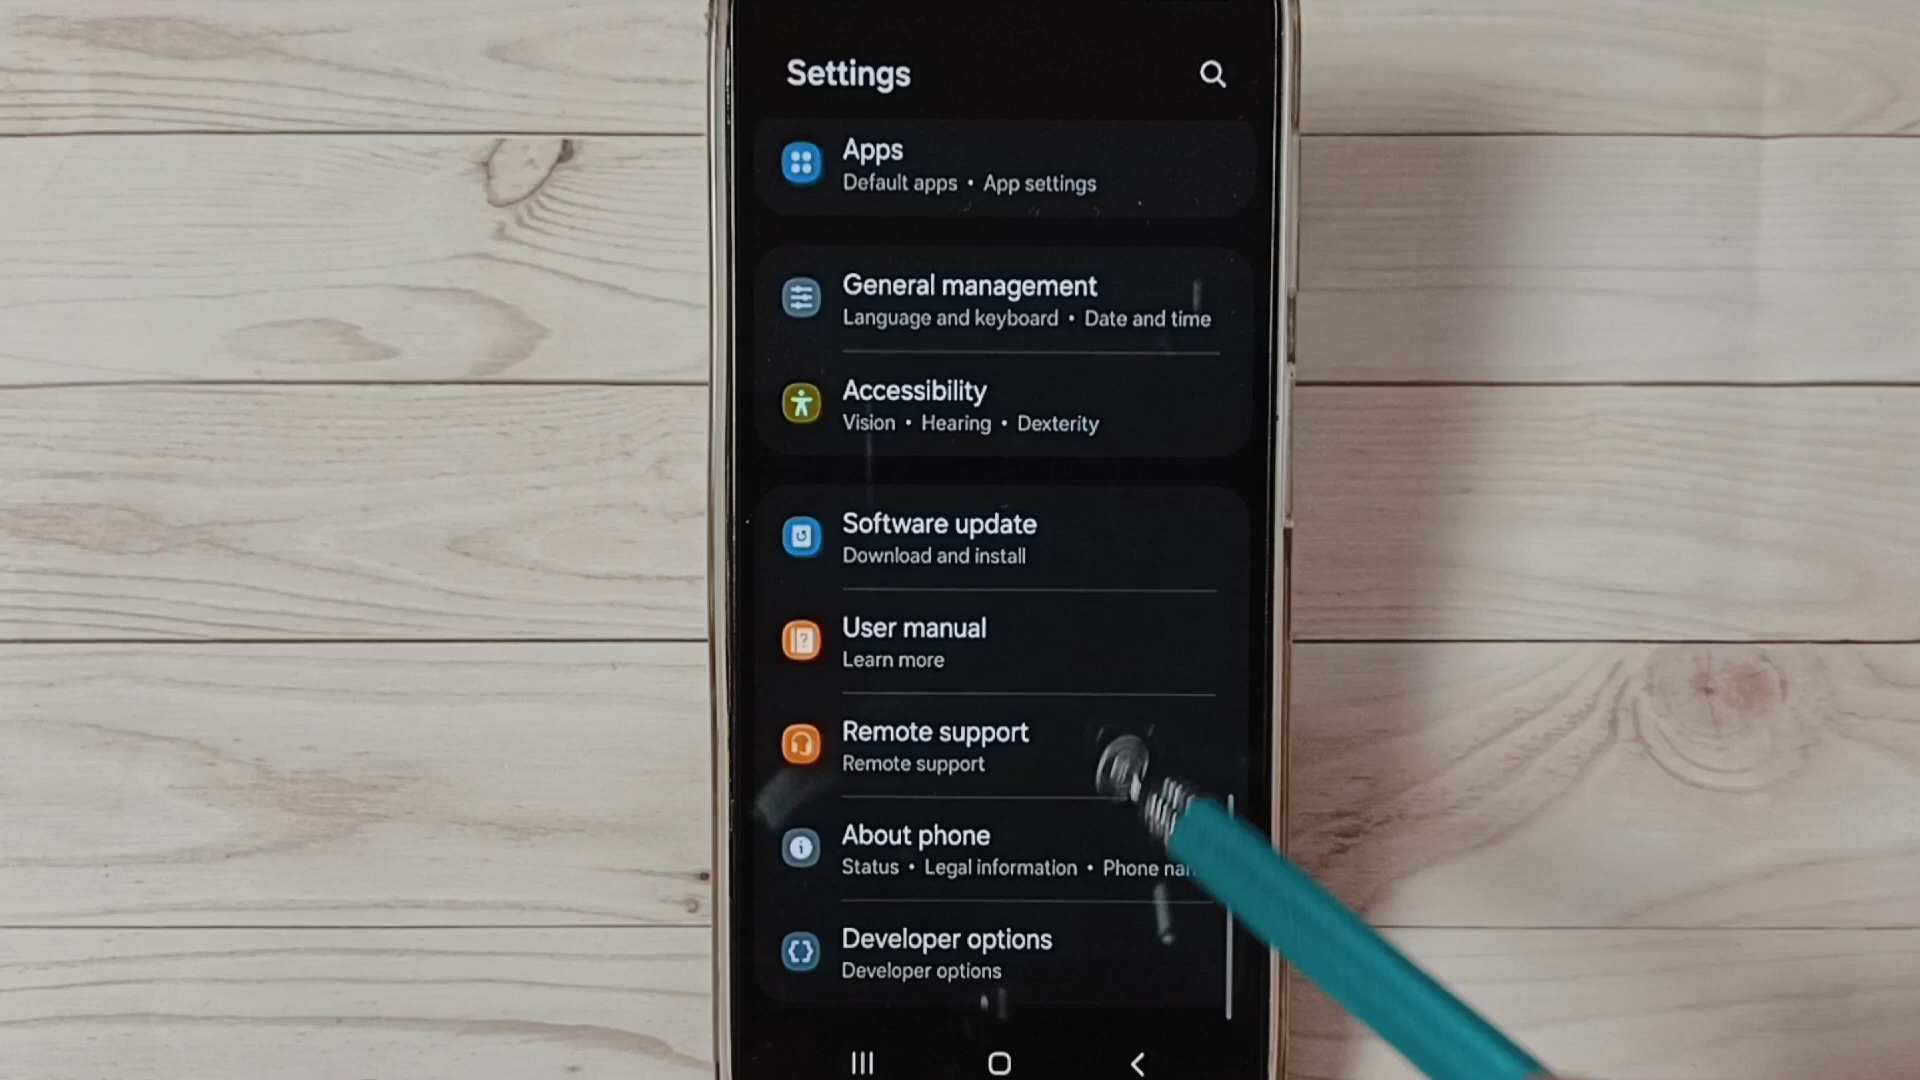 Settings
Apps
Default apps • App settings
General management
Language and keyboard • Date and time
Accessibility
Vision • Hearing • Dexterity
Software update
Download and install
User manual
Learn more
Remote support
Remote support
About phone
Status • Legal information • Phone
Developer options
Developer options